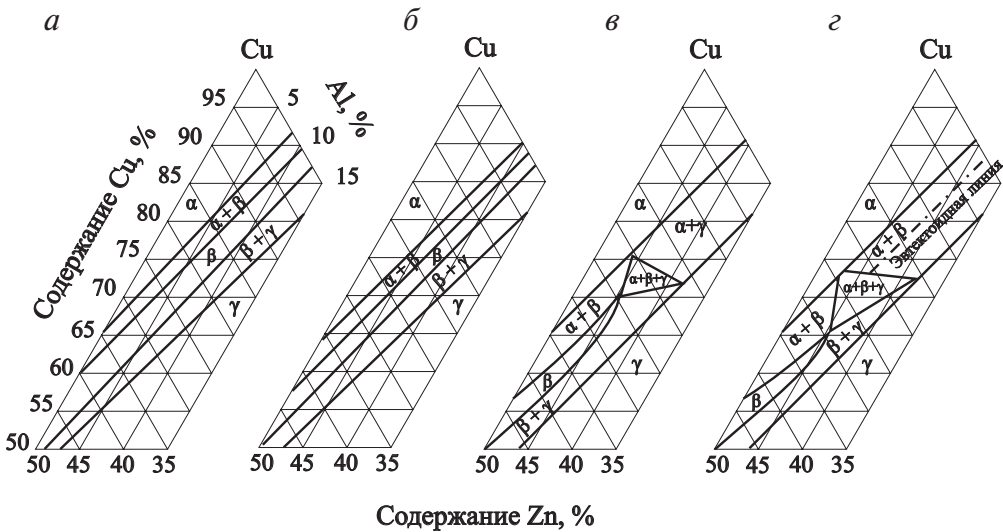 а
б
в
г
Cu
Cu
Cu
Cu
95
90
85
80
75
70
65
60
55
50
5
10
15
Al, %
Содержание Cu, %
α
α + β
β
β + γ
γ
50 45 40 35
α
α + β
β
β + γ
γ
50 45 40 35
α
α+γ
α+β+γ
α + β
γ
β
β + γ
50 45 40 35
α
α + β
Эвтектоидная линия
α+β+γ
α + β
β + γ
γ
β
50 45 40 35
Содержание Zn, %